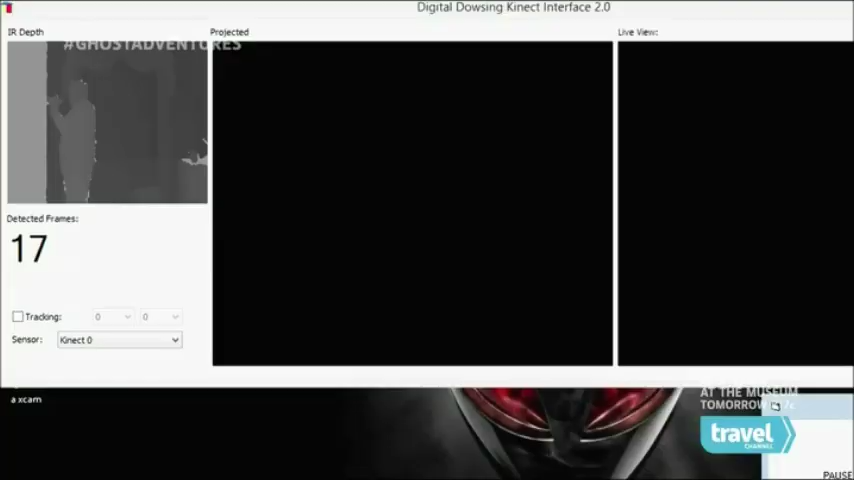 Digital Dowsing Kinect Interface 2.0
IR Depth
Projected
Live View:
#GHOSTADVENTURES
Detected Frames:
17
Tracking:
0
0
Sensor:
Kinect 0
a xcam
AT THE MUSEUM
TOMORROW
travel
CHANNEL
PAUSE